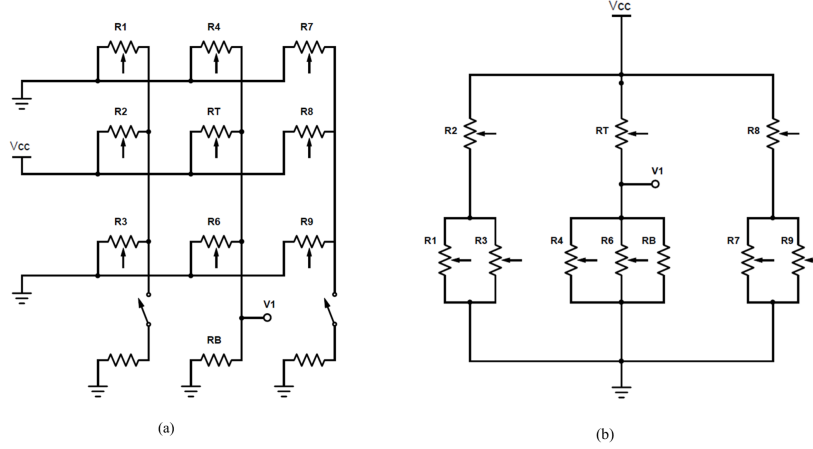 R1 R4 R7
R2 RT R8
Vcc
R3 R6 R9
V1
RB
(a)
Vcc
R2 RT R8
V1
R1 R3 R4 R6 RB R7 R9
(b)